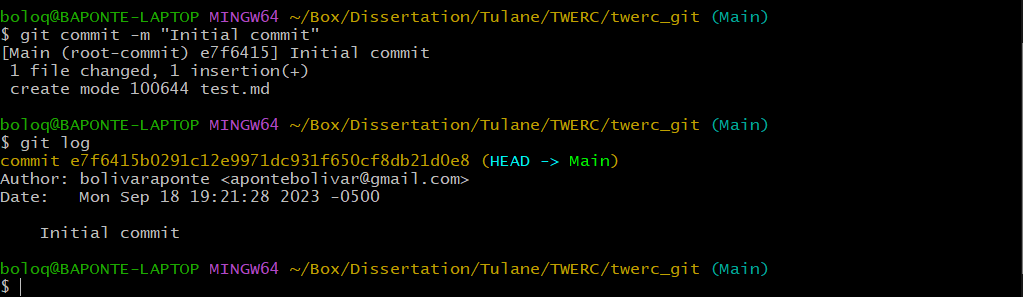 boloq@BAPONTE-LAPTOP MINGW64 ~/Box/Dissertation/Tulane/TWERC/twerc_git (Main)
$ git commit -m "Initial commit"
[Main (root-commit) e7f6415] Initial commit
 1 file changed, 1 insertion(+)
 create mode 100644 test.md
boloq@BAPONTE-LAPTOP MINGW64 ~/Box/Dissertation/Tulane/TWERC/twerc_git (Main)
$ git log
commit e7f6415b0291c12e9971dc931f650cf8db21d0e8 (HEAD -> Main)
Author: bolivaraponte <apontebolivar@gmail.com>
Date:   Mon Sep 18 19:21:28 2023 -0500
    Initial commit
boloq@BAPONTE-LAPTOP MINGW64 ~/Box/Dissertation/Tulane/TWERC/twerc_git (Main)
$